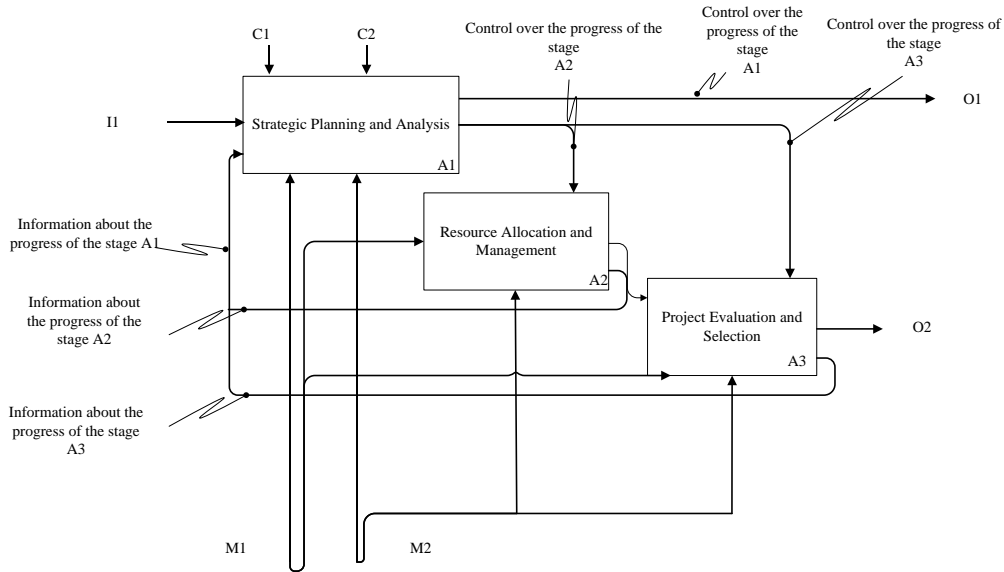 C1
C2
Control over the progress of the
stage
A2
Control over the
progress of the
stage
A1
Control over the progress of
the stage
A3
I1
Strategic Planning and Analysis
A1
O1
Information about the
progress of the stage A1
Resource Allocation and
Management
A2
Information about
the progress of the
stage A2
Project Evaluation and
Selection
A3
O2
Information about the
progress of the stage
A3
M1
M2